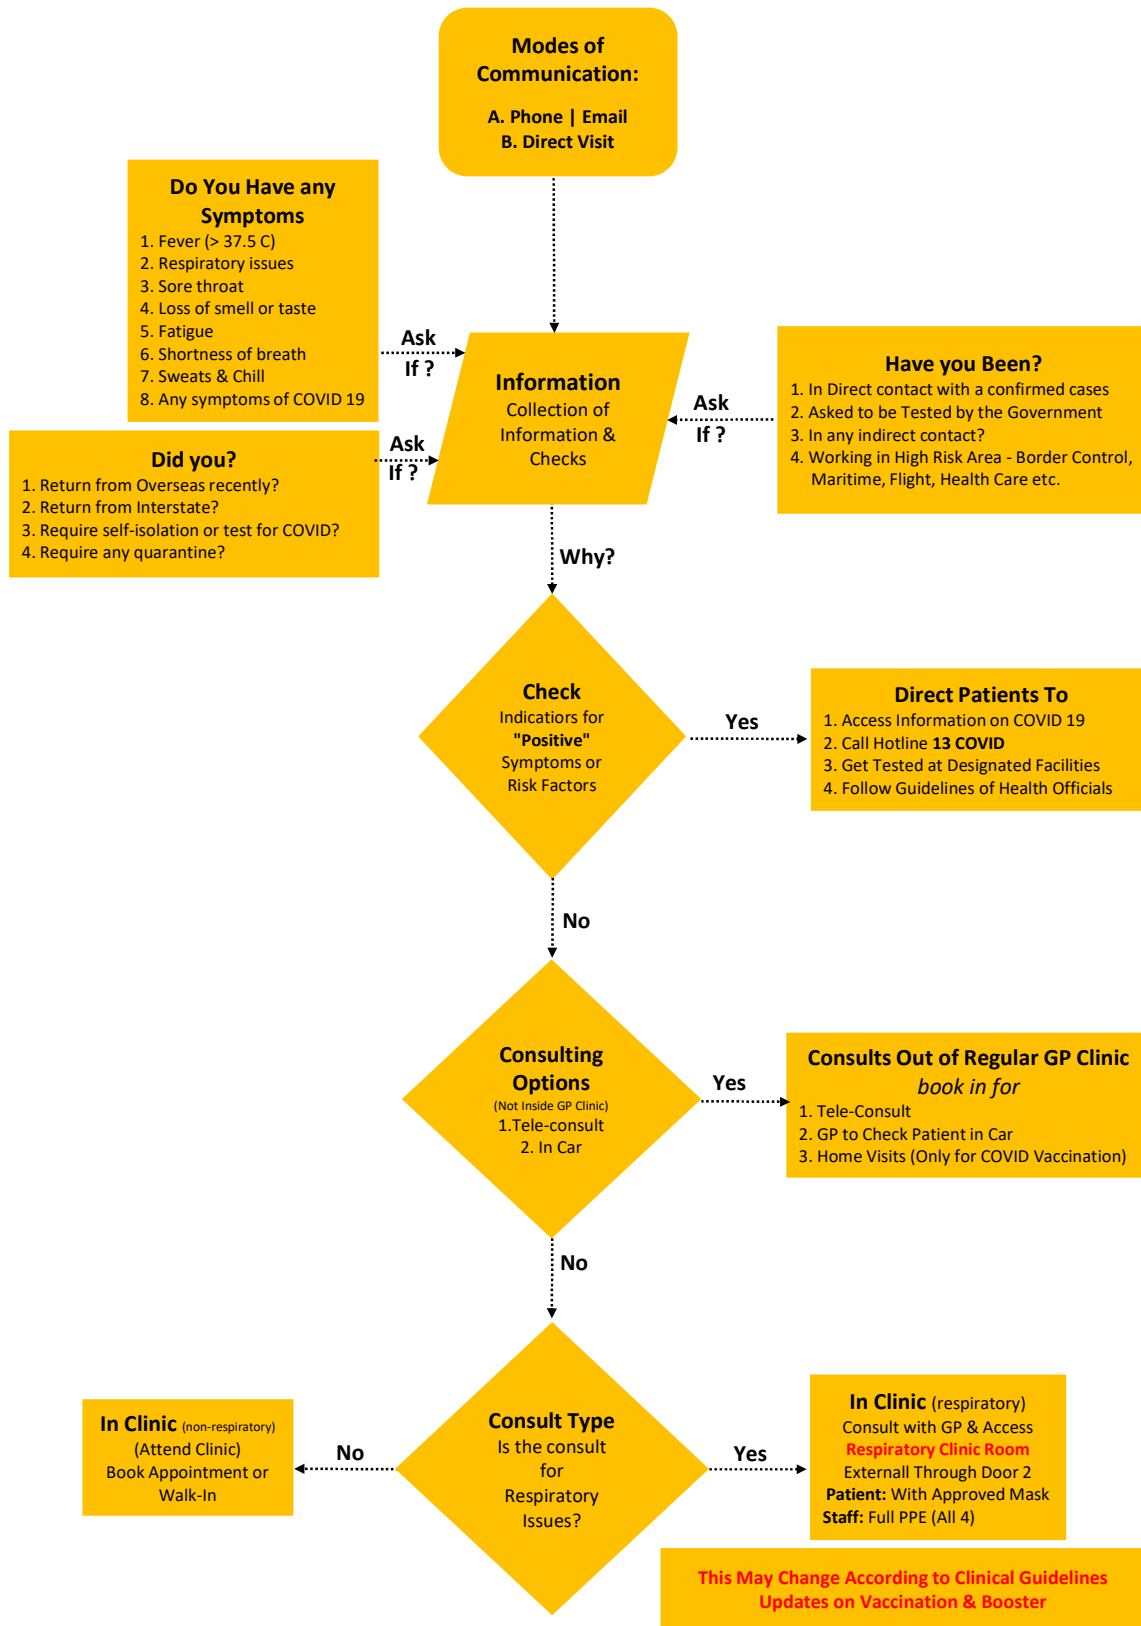 Modes of
Communication:
A. Phone | Email
B. Direct Visit
Do You Have any
Symptoms
1. Fever (> 37.5 C)
2. Respiratory issues
3. Sore throat
4. Loss of smell or taste
5. Fatigue
6. Shortness of breath
7. Sweats & Chill
8. Any symptoms of COVID 19
Ask
If ?
Did you?
1. Return from Overseas recently?
2. Return from Interstate?
3. Require self-isolation or test for COVID?
4. Require any quarantine?
Ask
If ?
Information
Collection of
Information &
Checks
Ask
If ?
Have you Been?
1. In Direct contact with a confirmed cases
2. Asked to be Tested by the Government
3. In any indirect contact?
4. Working in High Risk Area - Border Control,
Maritime, Flight, Health Care etc.
Why?
Check
Indicatiors for
"Positive"
Symptoms or
Risk Factors
Yes
Direct Patients To
1. Access Information on COVID 19
2. Call Hotline 13 COVID
3. Get Tested at Designated Facilities
4. Follow Guidelines of Health Officials
No
Consulting
Options
(Not Inside GP Clinic)
1.Tele-consult
2. In Car
Yes
Consults Out of Regular GP Clinic
book in for
1. Tele-Consult
2. GP to Check Patient in Car
3. Home Visits (Only for COVID Vaccination)
No
Consult Type
Is the consult
for
Respiratory
Issues?
No
In Clinic (non-respiratory)
(Attend Clinic)
Book Appointment or
Walk-In
Yes
In Clinic (respiratory)
Consult with GP & Access
Respiratory Clinic Room
Externall Through Door 2
Patient: With Approved Mask
Staff: Full PPE (All 4)
This May Change According to Clinical Guidelines
Updates on Vaccination & Booster